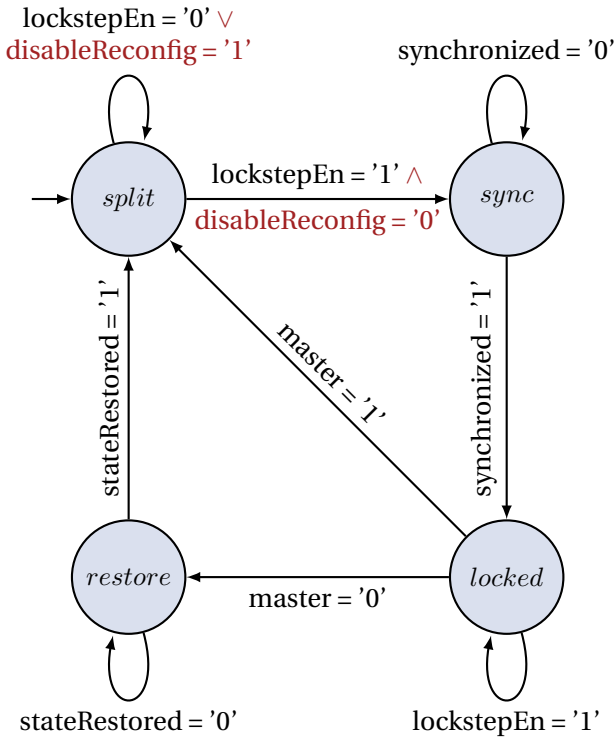 lockstepEn = ’0’ ∨
disableReconfig = ’1’
synchronized = ’0’
split
lockstepEn = ’1’ ∧
disableReconfig = ’0’
sync
stateRestored = ’1’
master = ’1’
synchronized = ’1’
restore
master = ’0’
locked
stateRestored = ’0’
lockstepEn = ’1’